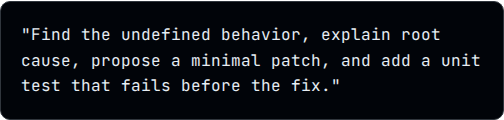 "Find the undefined behavior, explain root
cause, propose a minimal patch, and add a unit
test that fails before the fix."